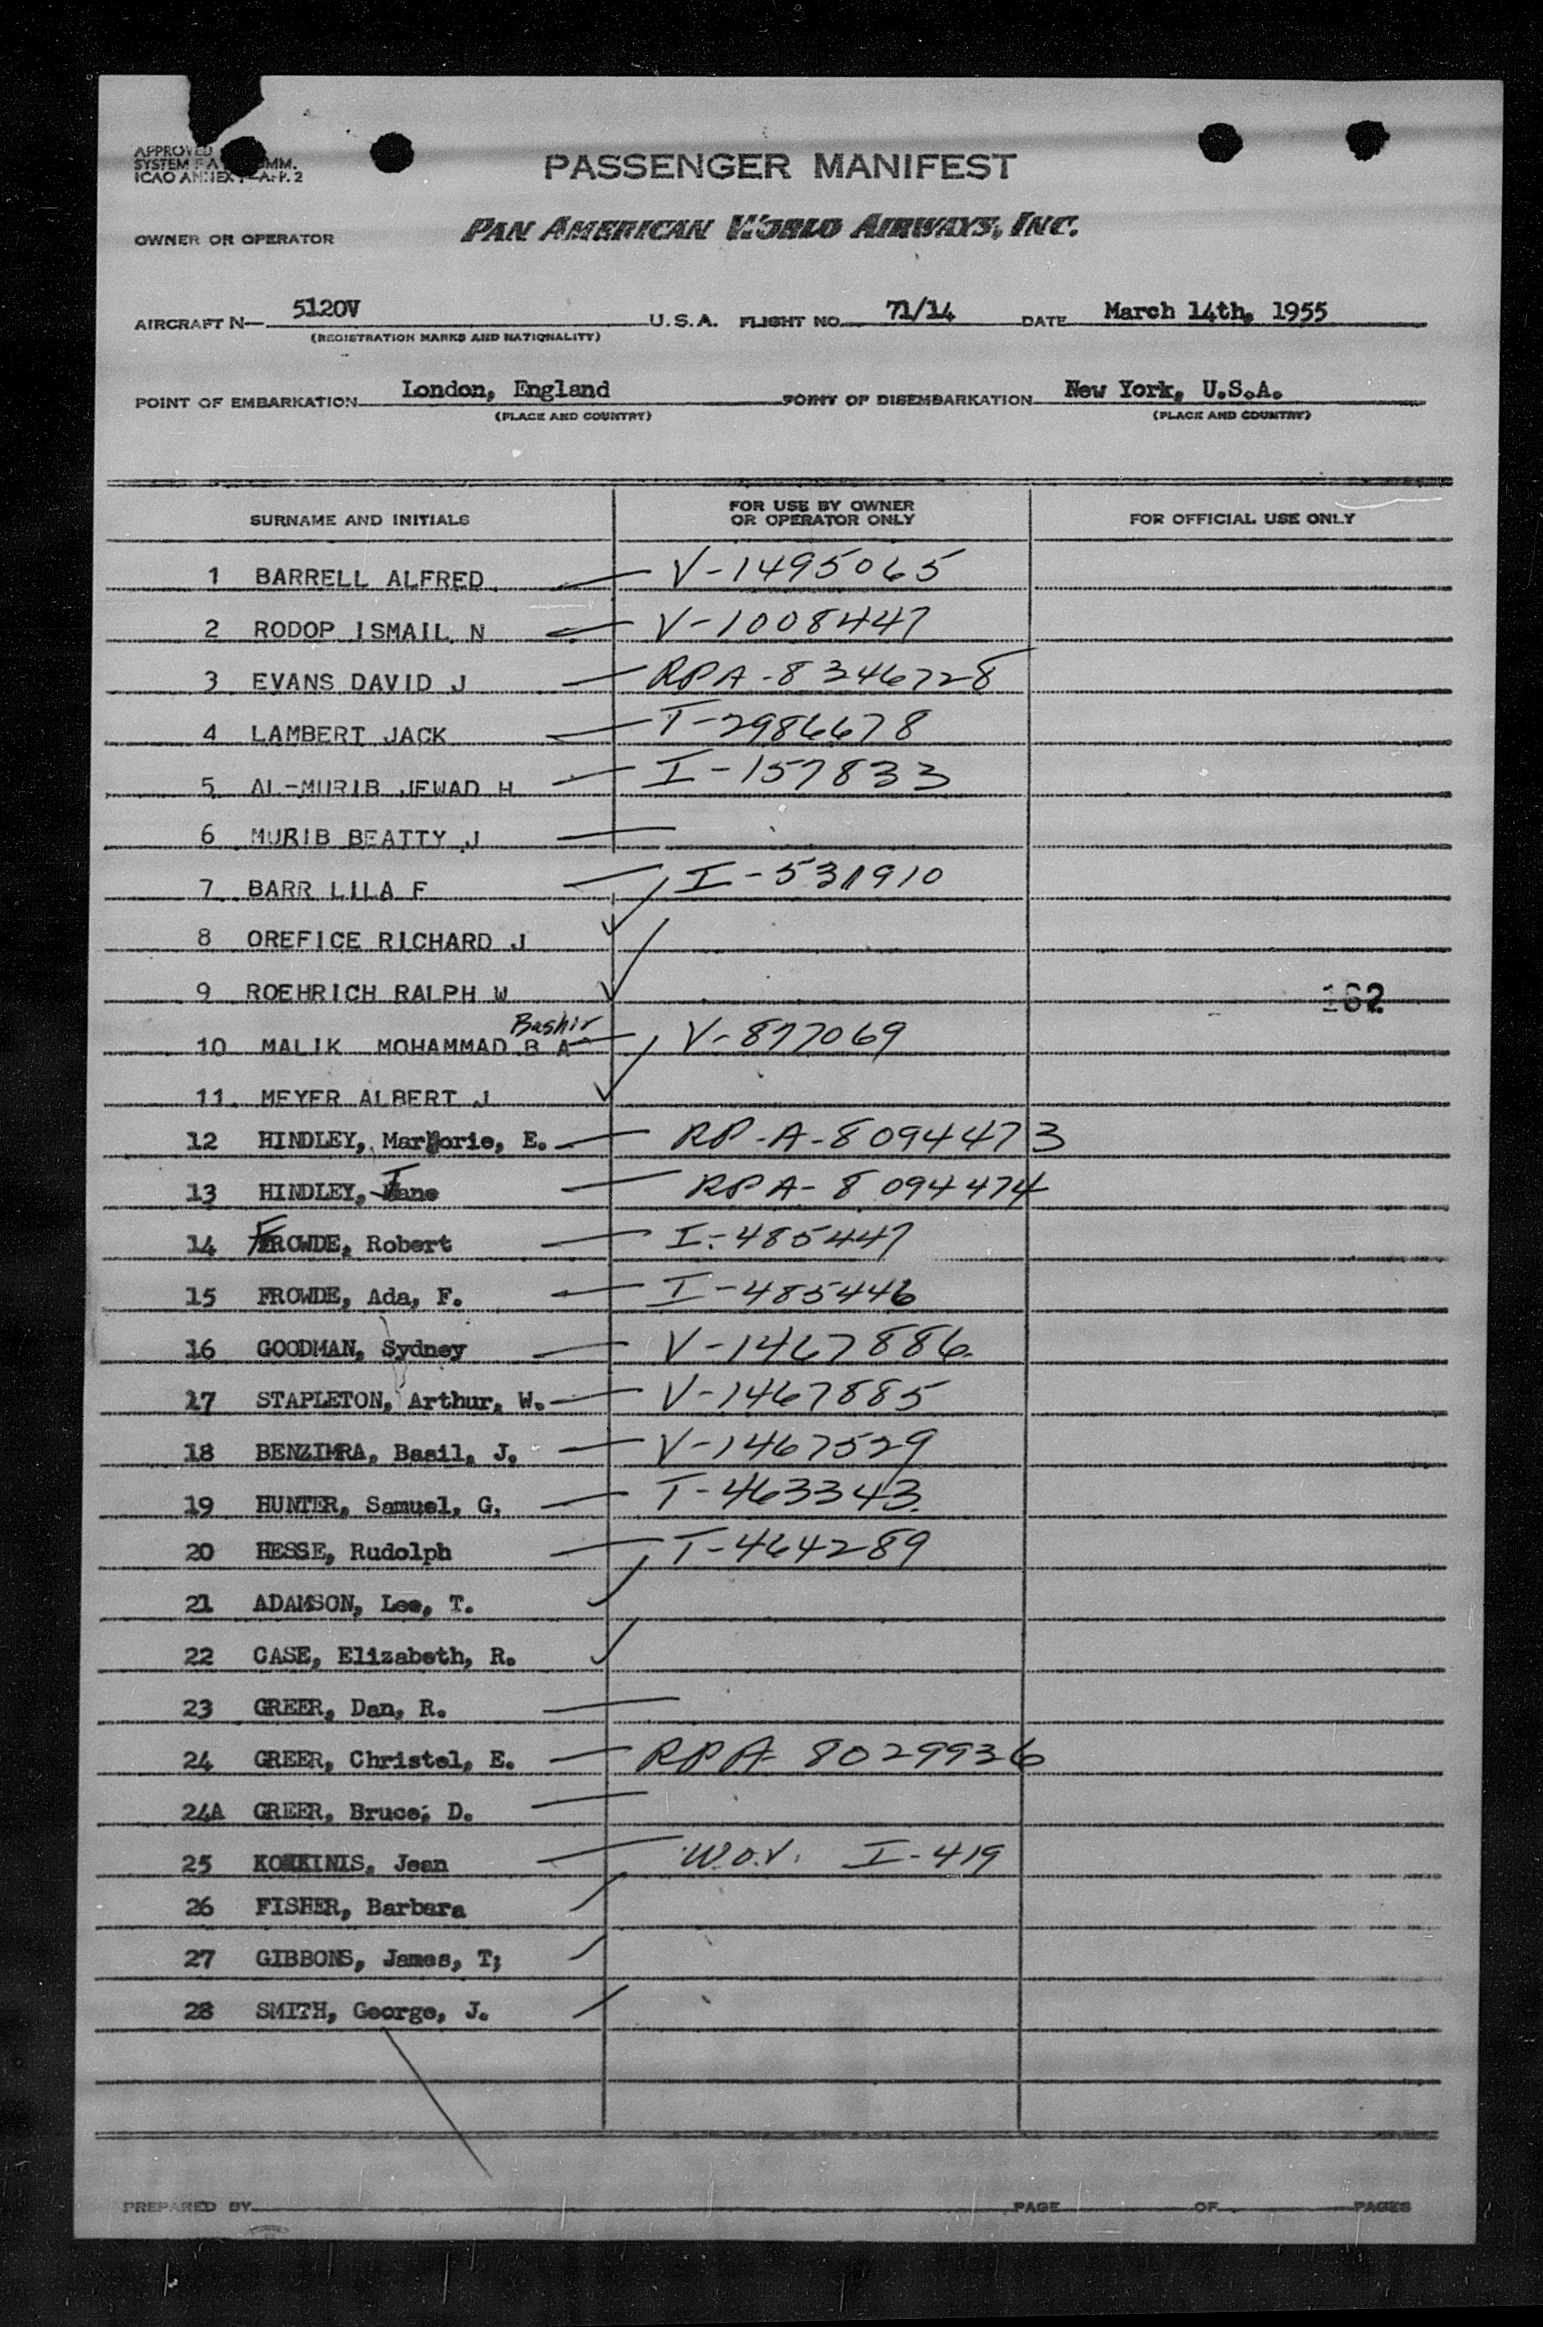 APPROVED
SYSTEM
ICAO ANNEX APP. 2
PASSENGER MANIFEST
OWNER OR OPERATOR PAN AMERICAN WORLD AIRWAYS, INC.
AIRCRAFT N— 5120V U.S.A. FLIGHT NO. 71/14 DATE March 14th, 1955
(REGISTRATION MARKS AND NATIONALITY)
POINT OF EMBARKATION London, England POINT OF DISEMBARKATION New York, U.S.A.
(PLACE AND COUNTRY) (PLACE AND COUNTRY)
SURNAME AND INITIALS FOR USE BY OWNER OR OPERATOR ONLY FOR OFFICIAL USE ONLY
1 BARRELL ALFRED V-1495065
2 RODOP ISMAIL N V-1008447
3 EVANS DAVID J RPA-8346728
4 LAMBERT JACK I-2986678
5 AL-MURIB JEWAD H I-157833
6 MURIB BEATTY J
7 BARR LILA F I-531910
8 OREFICE RICHARD J
9 ROEHRICH RALPH W 162
Bashir
10 MALIK MOHAMMAD B A V-877069
11 MEYER ALBERT J
12 HINDLEY, Marjorie, E. RP-A-8094473
13 HINDLEY, Jane RPA-8094474
14 FROWDE, Robert I-485447
15 FROWDE, Ada, F. I-485446
16 GOODMAN, Sydney V-1467886
17 STAPLETON, Arthur, W. V-1467885
18 BENZIMRA, Basil, J. V-1467529
19 HUNTER, Samuel, G. I-463343
20 HESSE, Rudolph I-464289
21 ADAMSON, Lee, T.
22 CASE, Elizabeth, R.
23 GREER, Dan, R.
24 GREER, Christel, E. RPA-8029936
24A GREER, Bruce; D.
25 Jean W.O.V. I-419
26 FISHER, Barbara
27 GIBBONS, James, T;
28 SMITH, George, J.
PREPARED BY PAGE OF PAGES